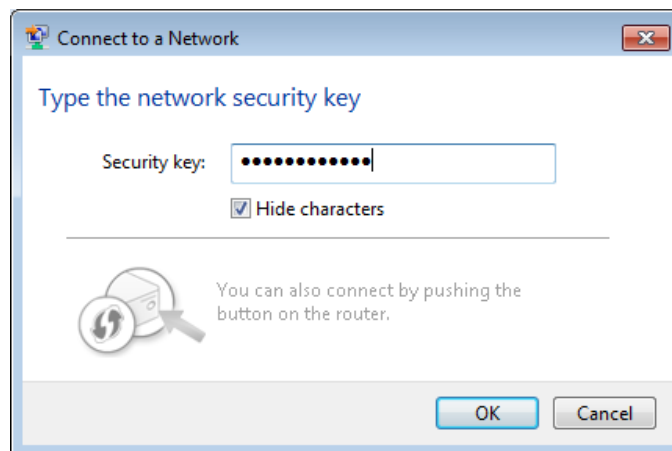 Connect to a Network
Type the network security key
Security key: ●●●●●●●●●●●●
Hide characters
You can also connect by pushing the
button on the router.
OK Cancel